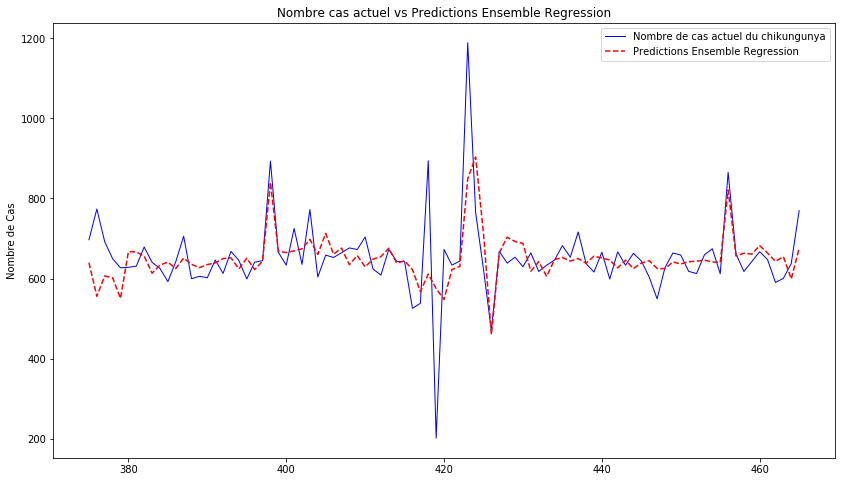 Nombre cas actuel vs Predictions Ensemble Regression
Nombre de cas actuel du chikungunya
Predictions Ensemble Regression
Nombre de Cas
1200
1000
800
600
400
200
380
400
420
440
460